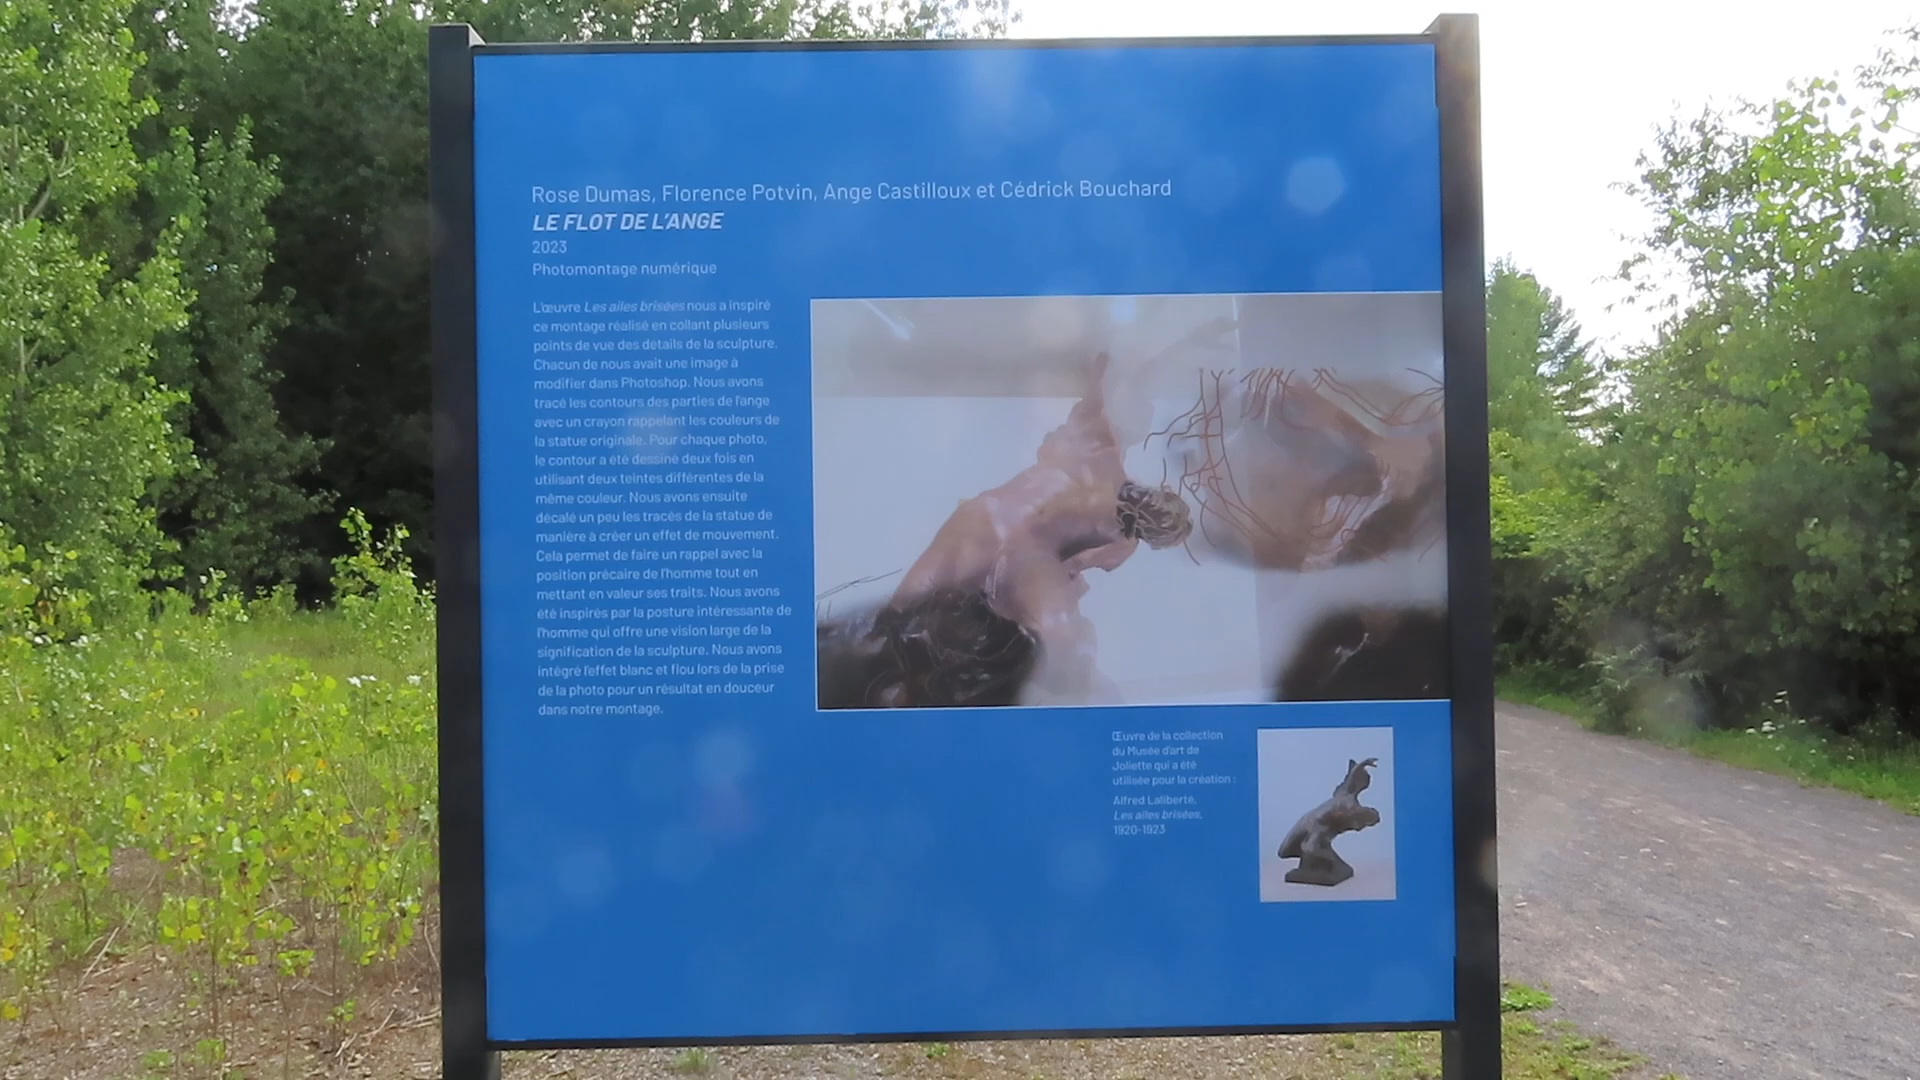 Rose Dumas, Florence Potvin, Ange Castilloux et Cédrick Bouchard
LE FLOT DE L'ANGE
2023
Photomontage numérique
L'œuvre Les ailes brisées nous a inspiré
ce montage réalisé en collant plusieurs
points de vue des détails de la sculpture.
Chacun de nous avait une image à
modifier dans Photoshop. Nous avons
tracé les contours des parties de l'ange
avec un crayon rappelant les couleurs de
la statue originale. Pour chaque photo,
le contour a été dessiné deux fois en
utilisant deux teintes différentes de la
même couleur. Nous avons ensuite
décalé un peu les tracés de la statue de
manière à créer un effet de mouvement.
Cela permet de faire un rappel avec la
position précaire de l'homme tout en
mettant en valeur ses traits. Nous avons
été inspirés par la posture intéressante de
l'homme qui offre une vision large de la
signification de la sculpture. Nous avons
intégré l'effet blanc et flou lors de la prise
de la photo pour un résultat en douceur
dans notre montage.
Œuvre de la collection
du Musée d'art de
Joliette qui a été
utilisée pour la création :
Alfred Laliberté,
Les ailes brisées,
1920-1923